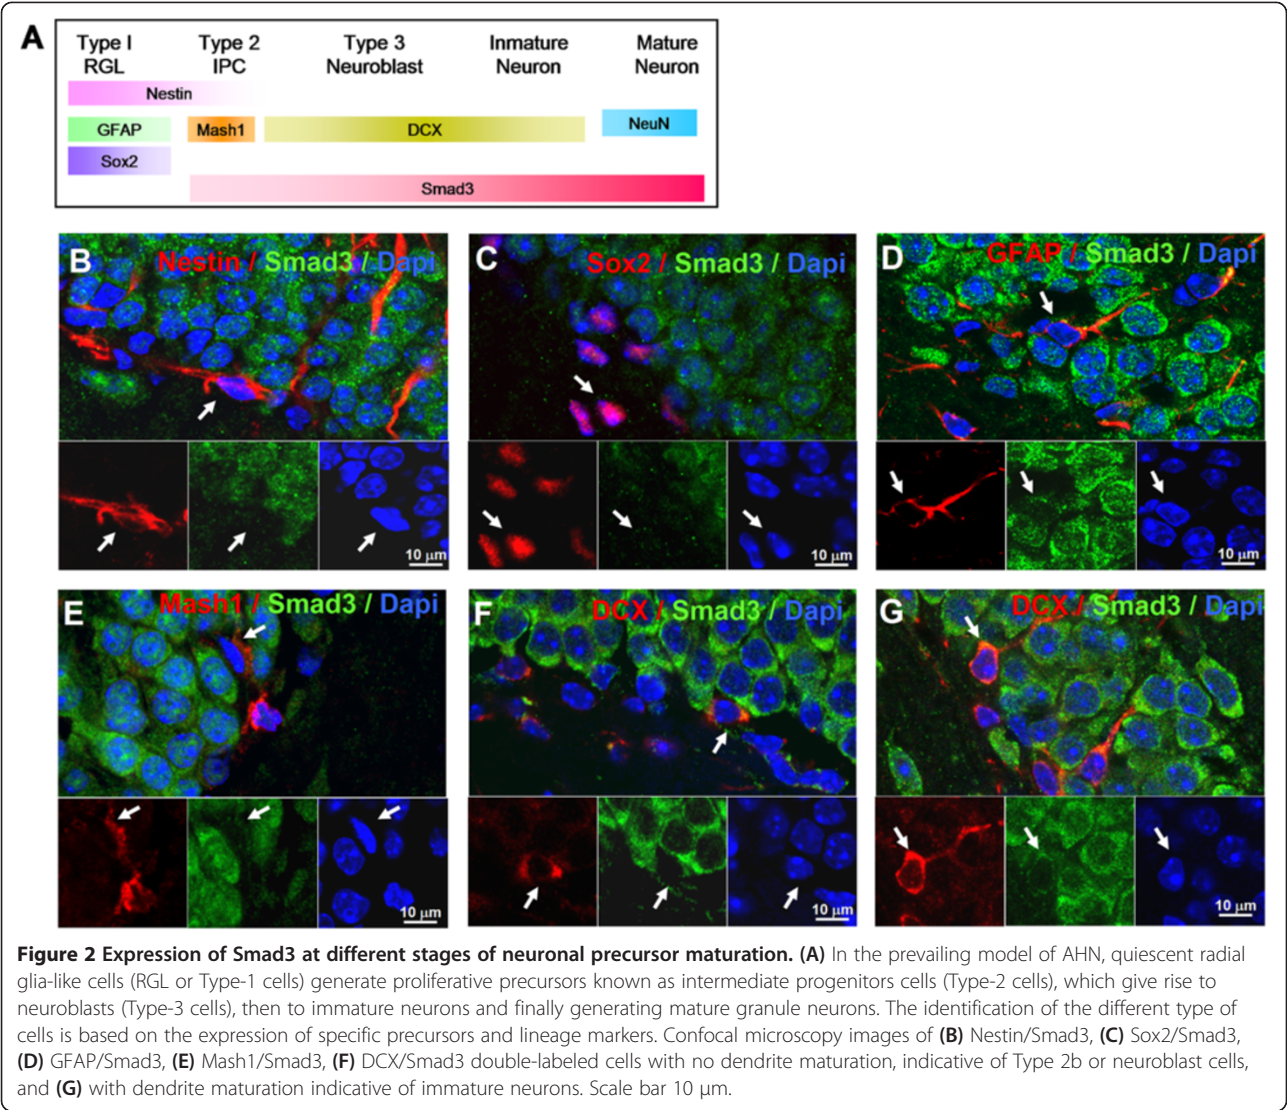 A
Type I Type 2 Type 3 Inmature Mature
RGL IPC Neuroblast Neuron Neuron
Nestin
GFAP Mash1 DCX NeuN
Sox2
Smad3
B Nestin / Smad3 / Dapi
C Sox2 / Smad3 / Dapi
D GFAP / Smad3 / Dapi
10 µm
10 µm
10 µm
E Mash1 / Smad3 / Dapi
F DCX / Smad3 / Dapi
G DCX / Smad3 / Dapi
10 µm
10 µm
10 µm
Figure 2 Expression of Smad3 at different stages of neuronal precursor maturation. (A) In the prevailing model of AHN, quiescent radial
glia-like cells (RGL or Type-1 cells) generate proliferative precursors known as intermediate progenitors cells (Type-2 cells), which give rise to
neuroblasts (Type-3 cells), then to immature neurons and finally generating mature granule neurons. The identification of the different type of
cells is based on the expression of specific precursors and lineage markers. Confocal microscopy images of (B) Nestin/Smad3, (C) Sox2/Smad3,
(D) GFAP/Smad3, (E) Mash1/Smad3, (F) DCX/Smad3 double-labeled cells with no dendrite maturation, indicative of Type 2b or neuroblast cells,
and (G) with dendrite maturation indicative of immature neurons. Scale bar 10 µm.